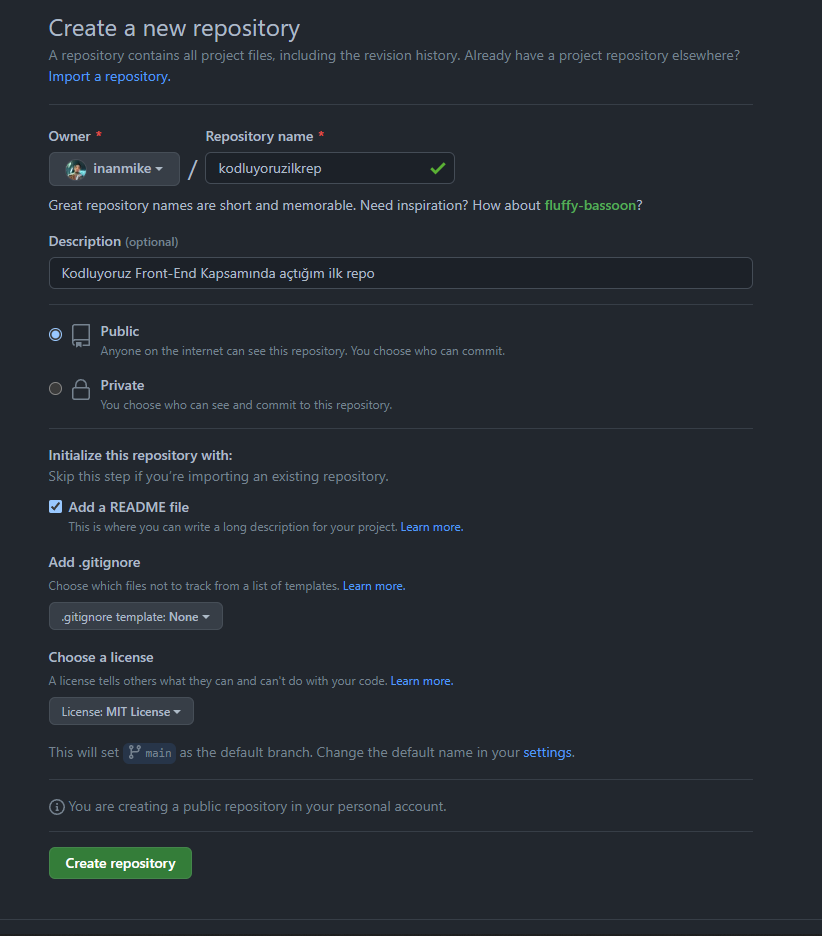 Create a new repository
A repository contains all project files, including the revision history. Already have a project repository elsewhere?
Import a repository.
Owner * Repository name *
inanmike / kodluyoruzilkrep
Great repository names are short and memorable. Need inspiration? How about fluffy-bassoon?
Description (optional)
Kodluyoruz Front-End Kapsamında açtığım ilk repo
Public
Anyone on the internet can see this repository. You choose who can commit.
Private
You choose who can see and commit to this repository.
Initialize this repository with:
Skip this step if you're importing an existing repository.
Add a README file
This is where you can write a long description for your project. Learn more.
Add .gitignore
Choose which files not to track from a list of templates. Learn more.
.gitignore template: None
Choose a license
A license tells others what they can and can't do with your code. Learn more.
License: MIT License
This will set main as the default branch. Change the default name in your settings.
You are creating a public repository in your personal account.
Create repository